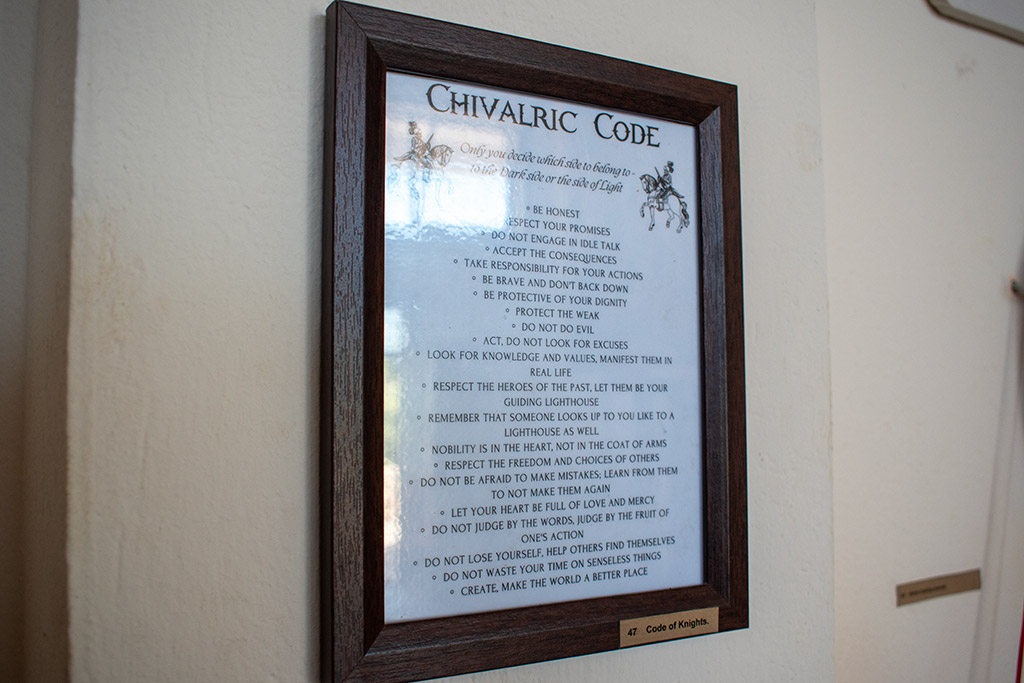 CHIVALRIC CODE
Only you decide which side to belong to -
to the Dark side or the side of Light
° BE HONEST
RESPECT YOUR PROMISES
° DO NOT ENGAGE IN IDLE TALK
° ACCEPT THE CONSEQUENCES
° TAKE RESPONSIBILITY FOR YOUR ACTIONS
° BE BRAVE AND DON'T BACK DOWN
° BE PROTECTIVE OF YOUR DIGNITY
° PROTECT THE WEAK
° DO NOT DO EVIL
° ACT, DO NOT LOOK FOR EXCUSES
° LOOK FOR KNOWLEDGE AND VALUES, MANIFEST THEM IN
REAL LIFE
° RESPECT THE HEROES OF THE PAST, LET THEM BE YOUR
GUIDING LIGHTHOUSE
° REMEMBER THAT SOMEONE LOOKS UP TO YOU LIKE TO A
LIGHTHOUSE AS WELL
° NOBILITY IS IN THE HEART, NOT IN THE COAT OF ARMS
° RESPECT THE FREEDOM AND CHOICES OF OTHERS
° DO NOT BE AFRAID TO MAKE MISTAKES; LEARN FROM THEM
TO NOT MAKE THEM AGAIN
° LET YOUR HEART BE FULL OF LOVE AND MERCY
° DO NOT JUDGE BY THE WORDS, JUDGE BY THE FRUIT OF
ONE'S ACTION
° DO NOT LOSE YOURSELF, HELP OTHERS FIND THEMSELVES
° DO NOT WASTE YOUR TIME ON SENSELESS THINGS
° CREATE, MAKE THE WORLD A BETTER PLACE
47 Code of Knights.